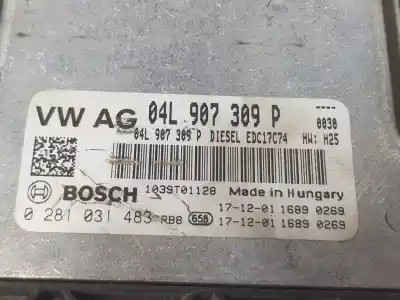 VW AG 04L 907 309 P ----
0030
04L 907 309 P DIESEL EDC17C74 HW: H25
BOSCH 1039T01128 Made in Hungary
0 281 031 483 RBB 658 17-12-01 1689 0269
17-12-01 1689 0269